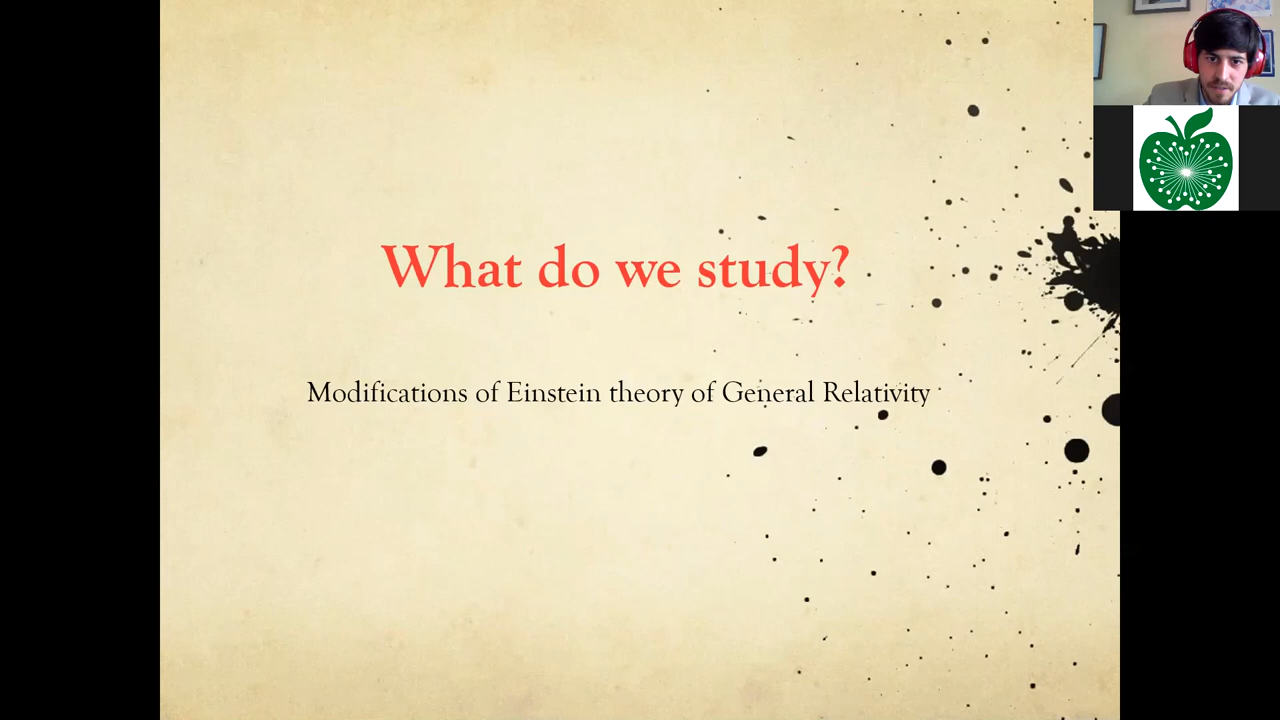 What do we study?
Modifications of Einstein theory of General Relativity